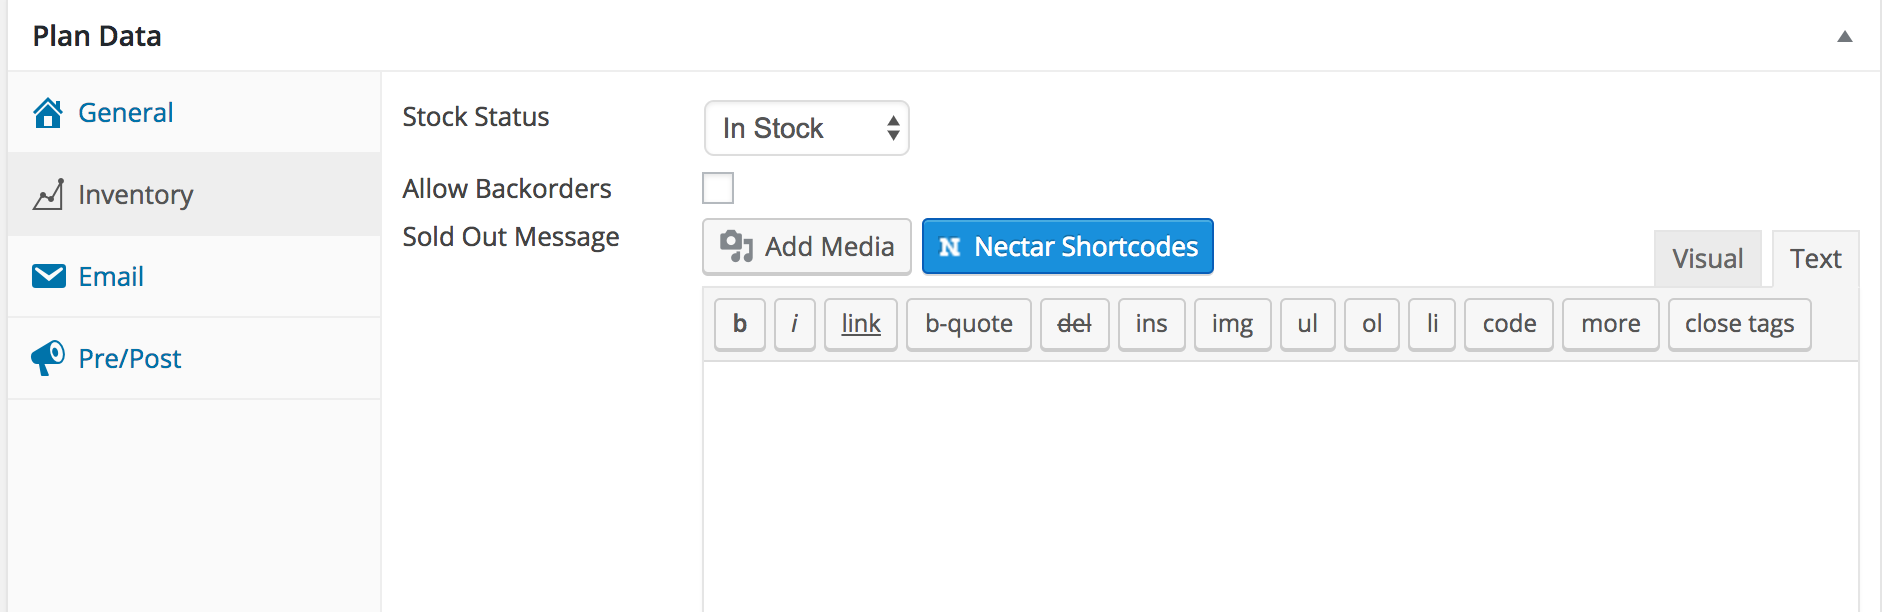 Plan Data
General
Inventory
Email
Pre/Post
Stock Status
In Stock
Allow Backorders
Sold Out Message
Add Media
N Nectar Shortcodes
Visual
Text
b i link b-quote del ins img ul ol li code more close tags